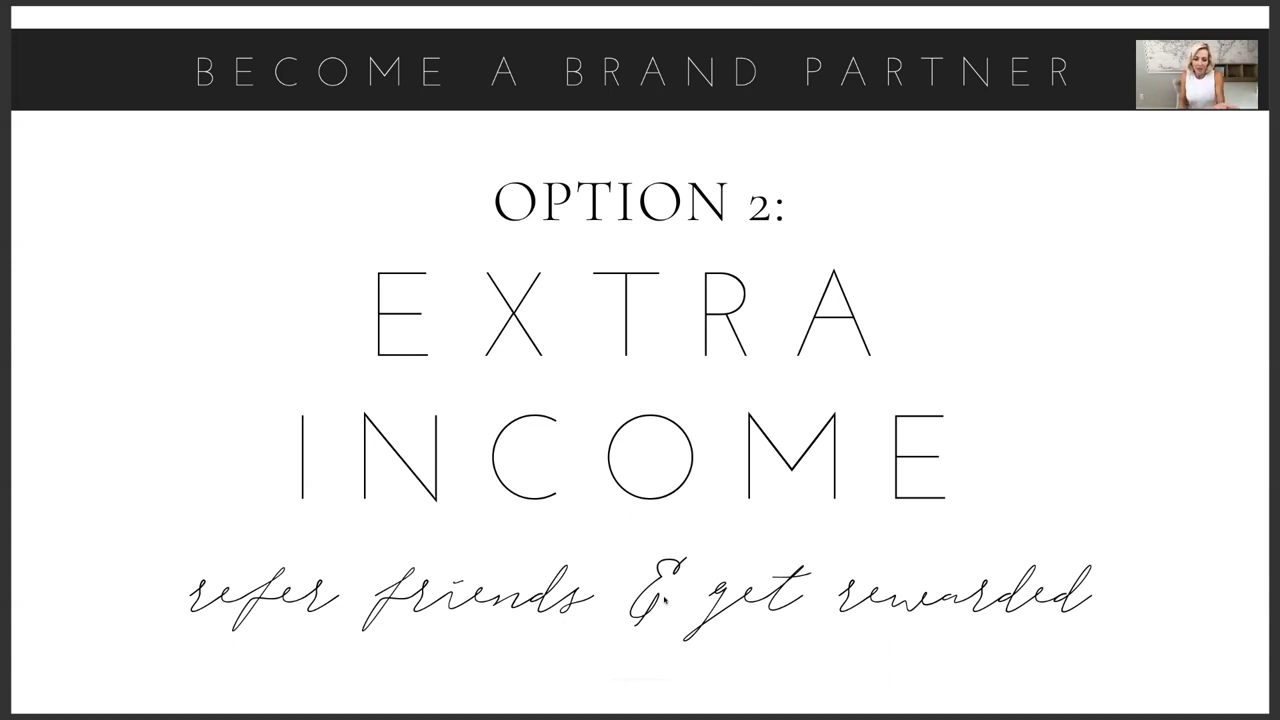 BECOME A BRAND PARTNER
OPTION 2:
EXTRA
INCOME
refer friends & get rewarded